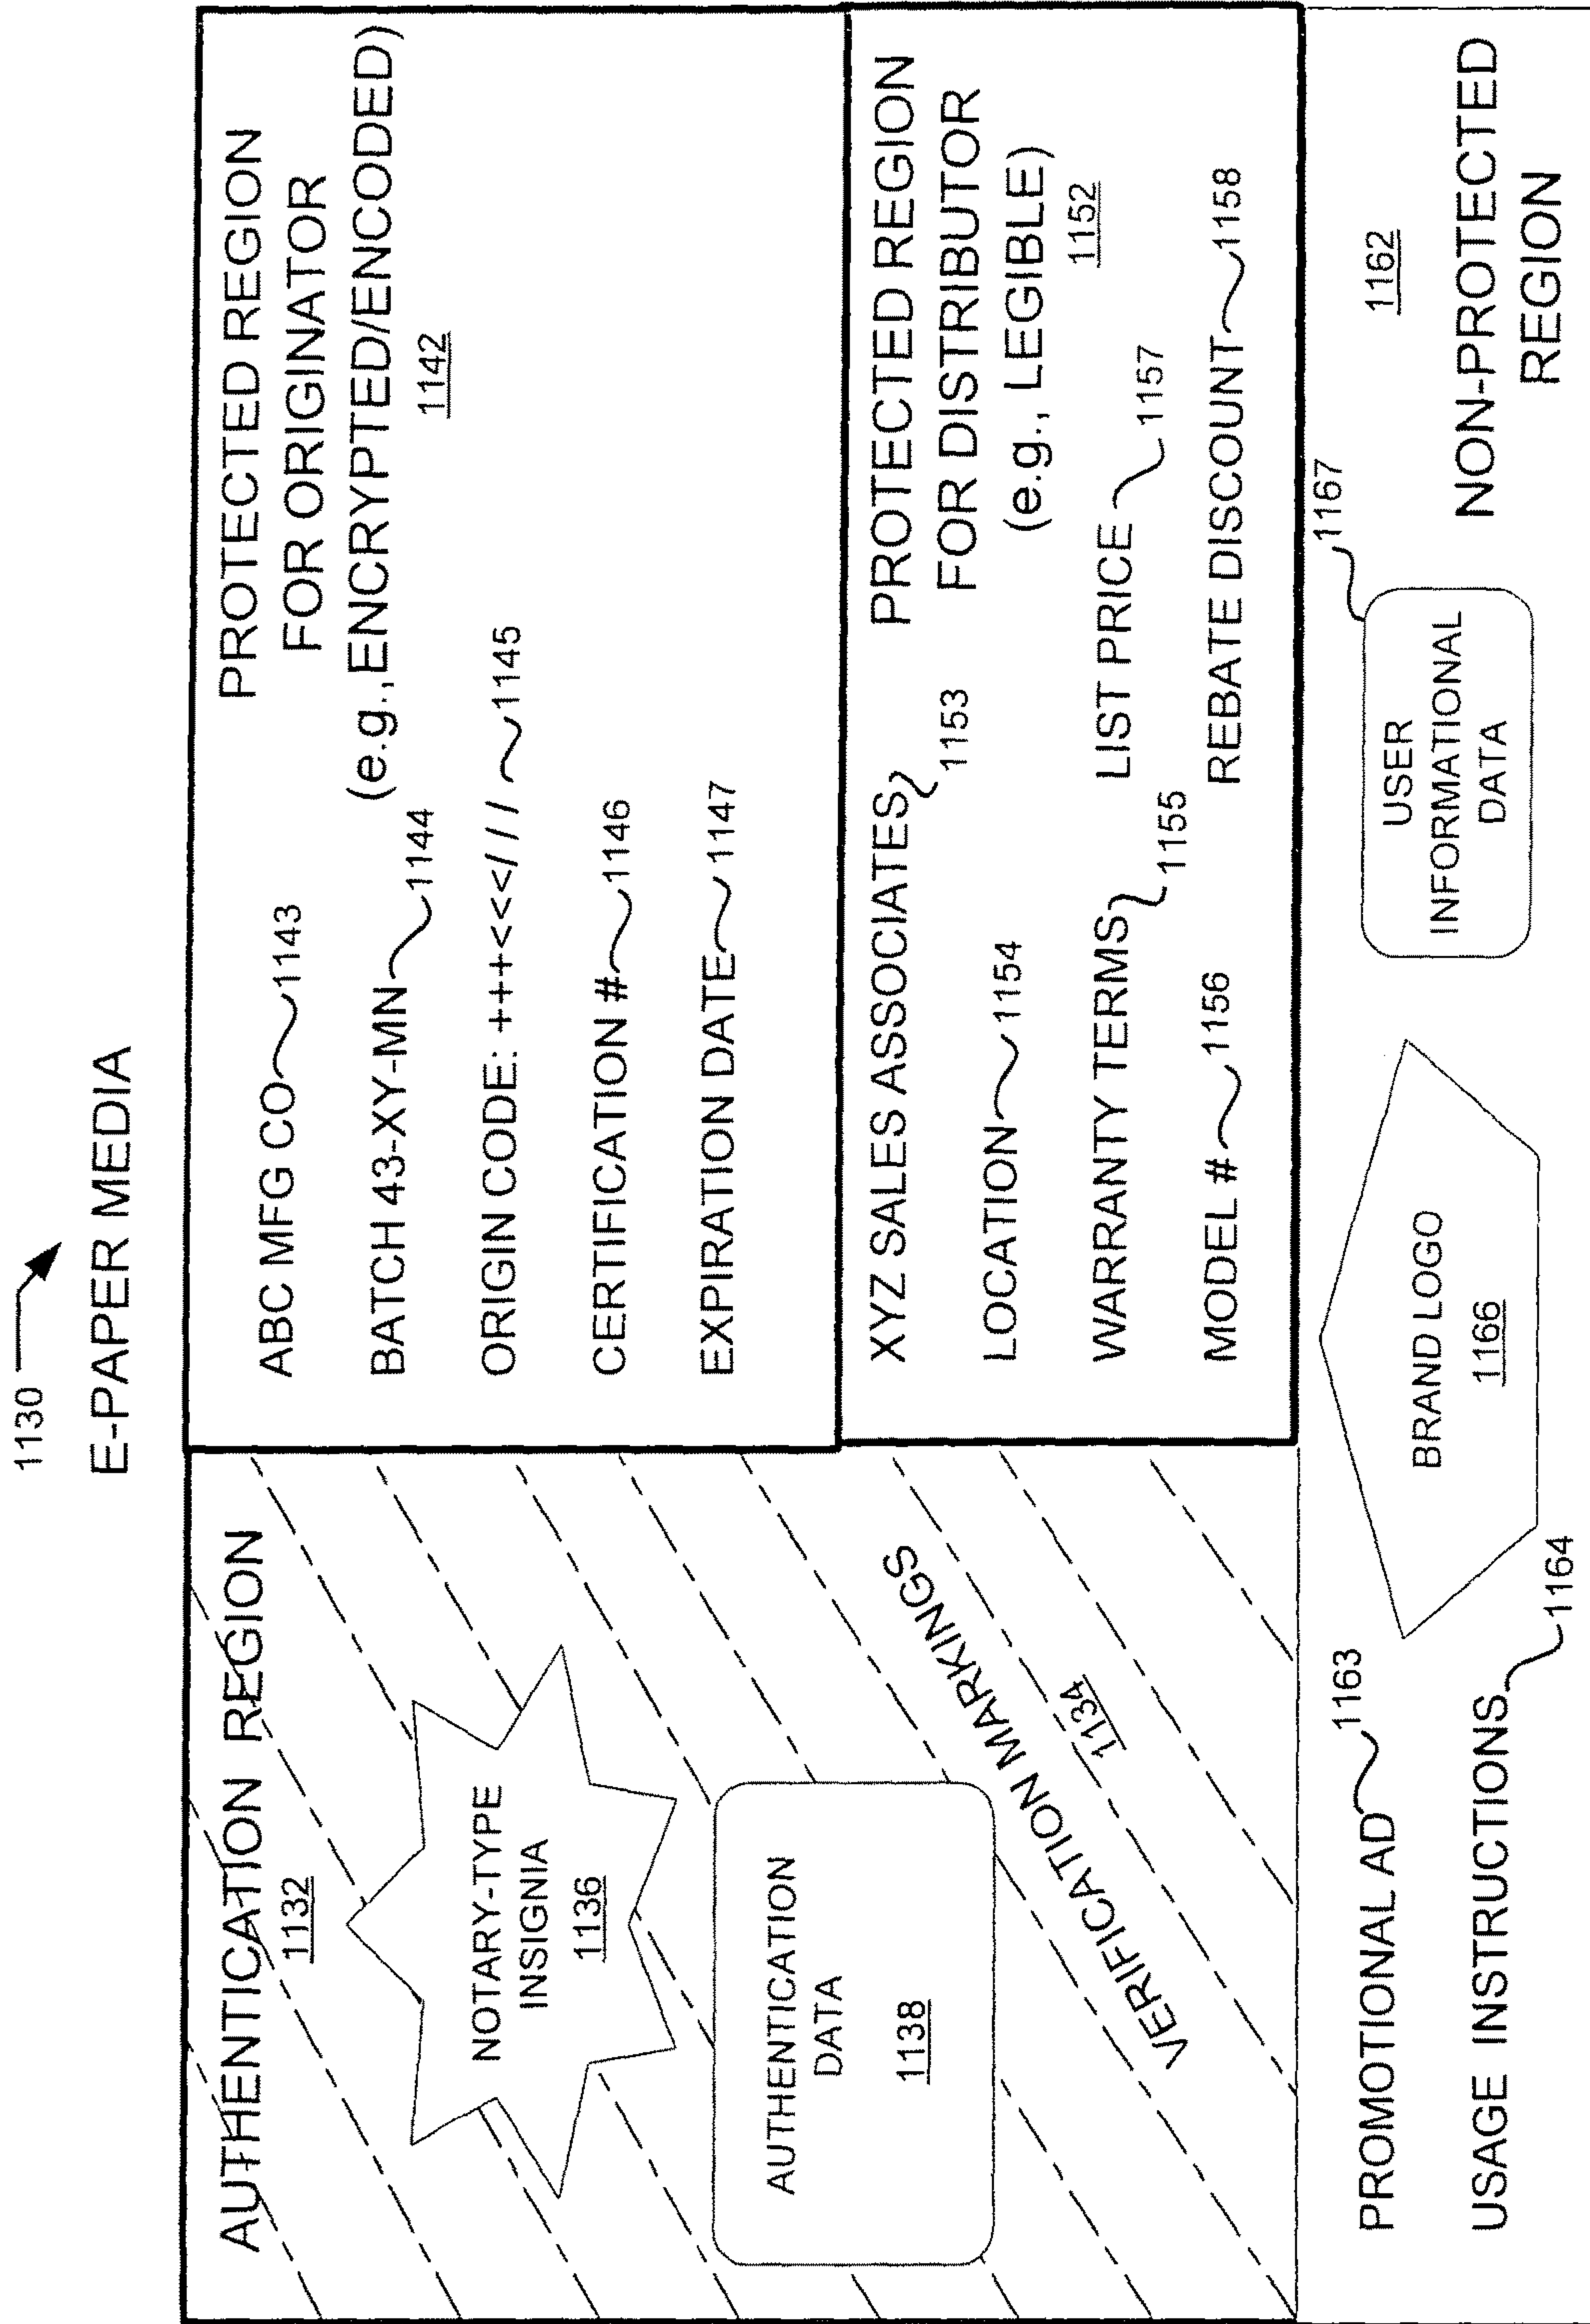 1130
E-PAPER MEDIA
AUTHENTICATION REGION
1132
NOTARY-TYPE
INSIGNIA
1136
AUTHENTICATION
DATA
1138
VERIFICATION MARKINGS
1134
PROTECTED REGION
FOR ORIGINATOR
(e.g., ENCRYPTED/ENCODED)
1142
ABC MFG CO 1143
BATCH 43-XY-MN 1144
ORIGIN CODE: +++<<</// 1145
CERTIFICATION # 1146
EXPIRATION DATE 1147
PROTECTED REGION
FOR DISTRIBUTOR
(e.g., LEGIBLE)
1152
XYZ SALES ASSOCIATES 1153
LOCATION 1154
WARRANTY TERMS 1155
MODEL # 1156
LIST PRICE 1157
REBATE DISCOUNT 1158
PROMOTIONAL AD 1163
USAGE INSTRUCTIONS 1164
BRAND LOGO
1166
USER
INFORMATIONAL
DATA
1167
1162
NON-PROTECTED
REGION